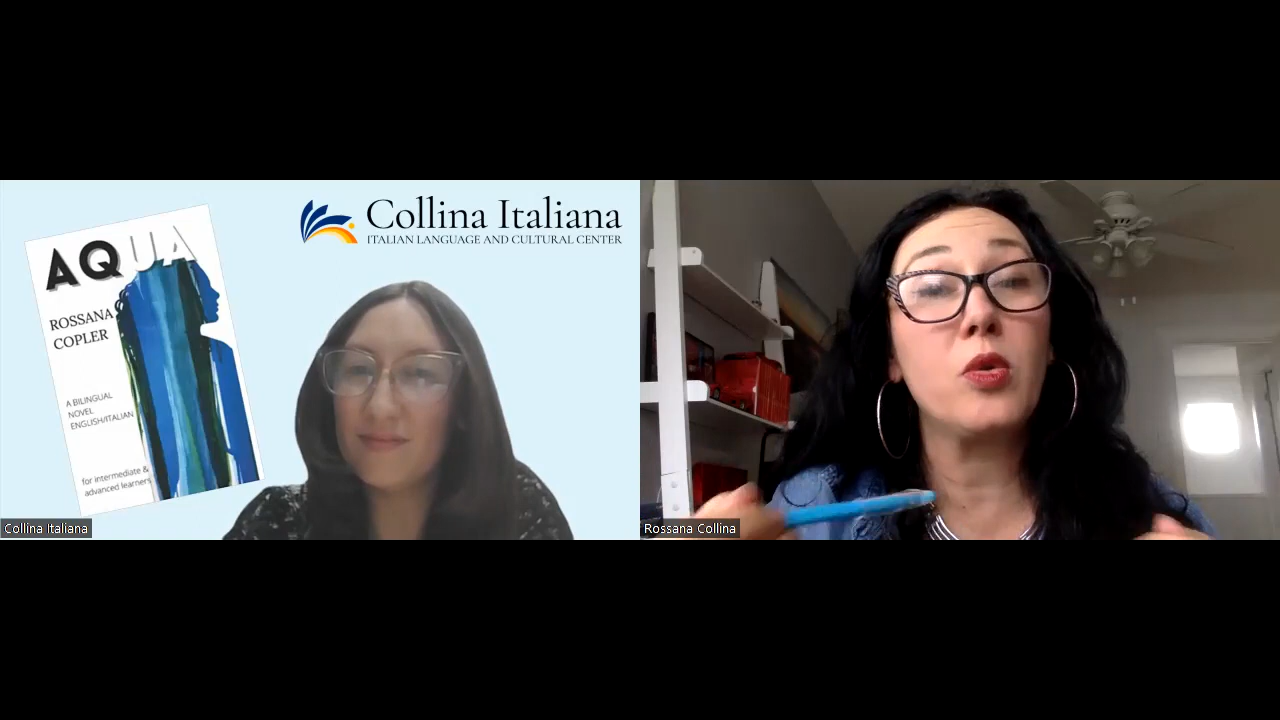 AQUA
ROSSANA
COPLER
A BILINGUAL
NOVEL
ENGLISH/ITALIAN
for intermediate &
advanced learners
Collina Italiana
ITALIAN LANGUAGE AND CULTURAL CENTER
Collina Italiana
Rossana Collina